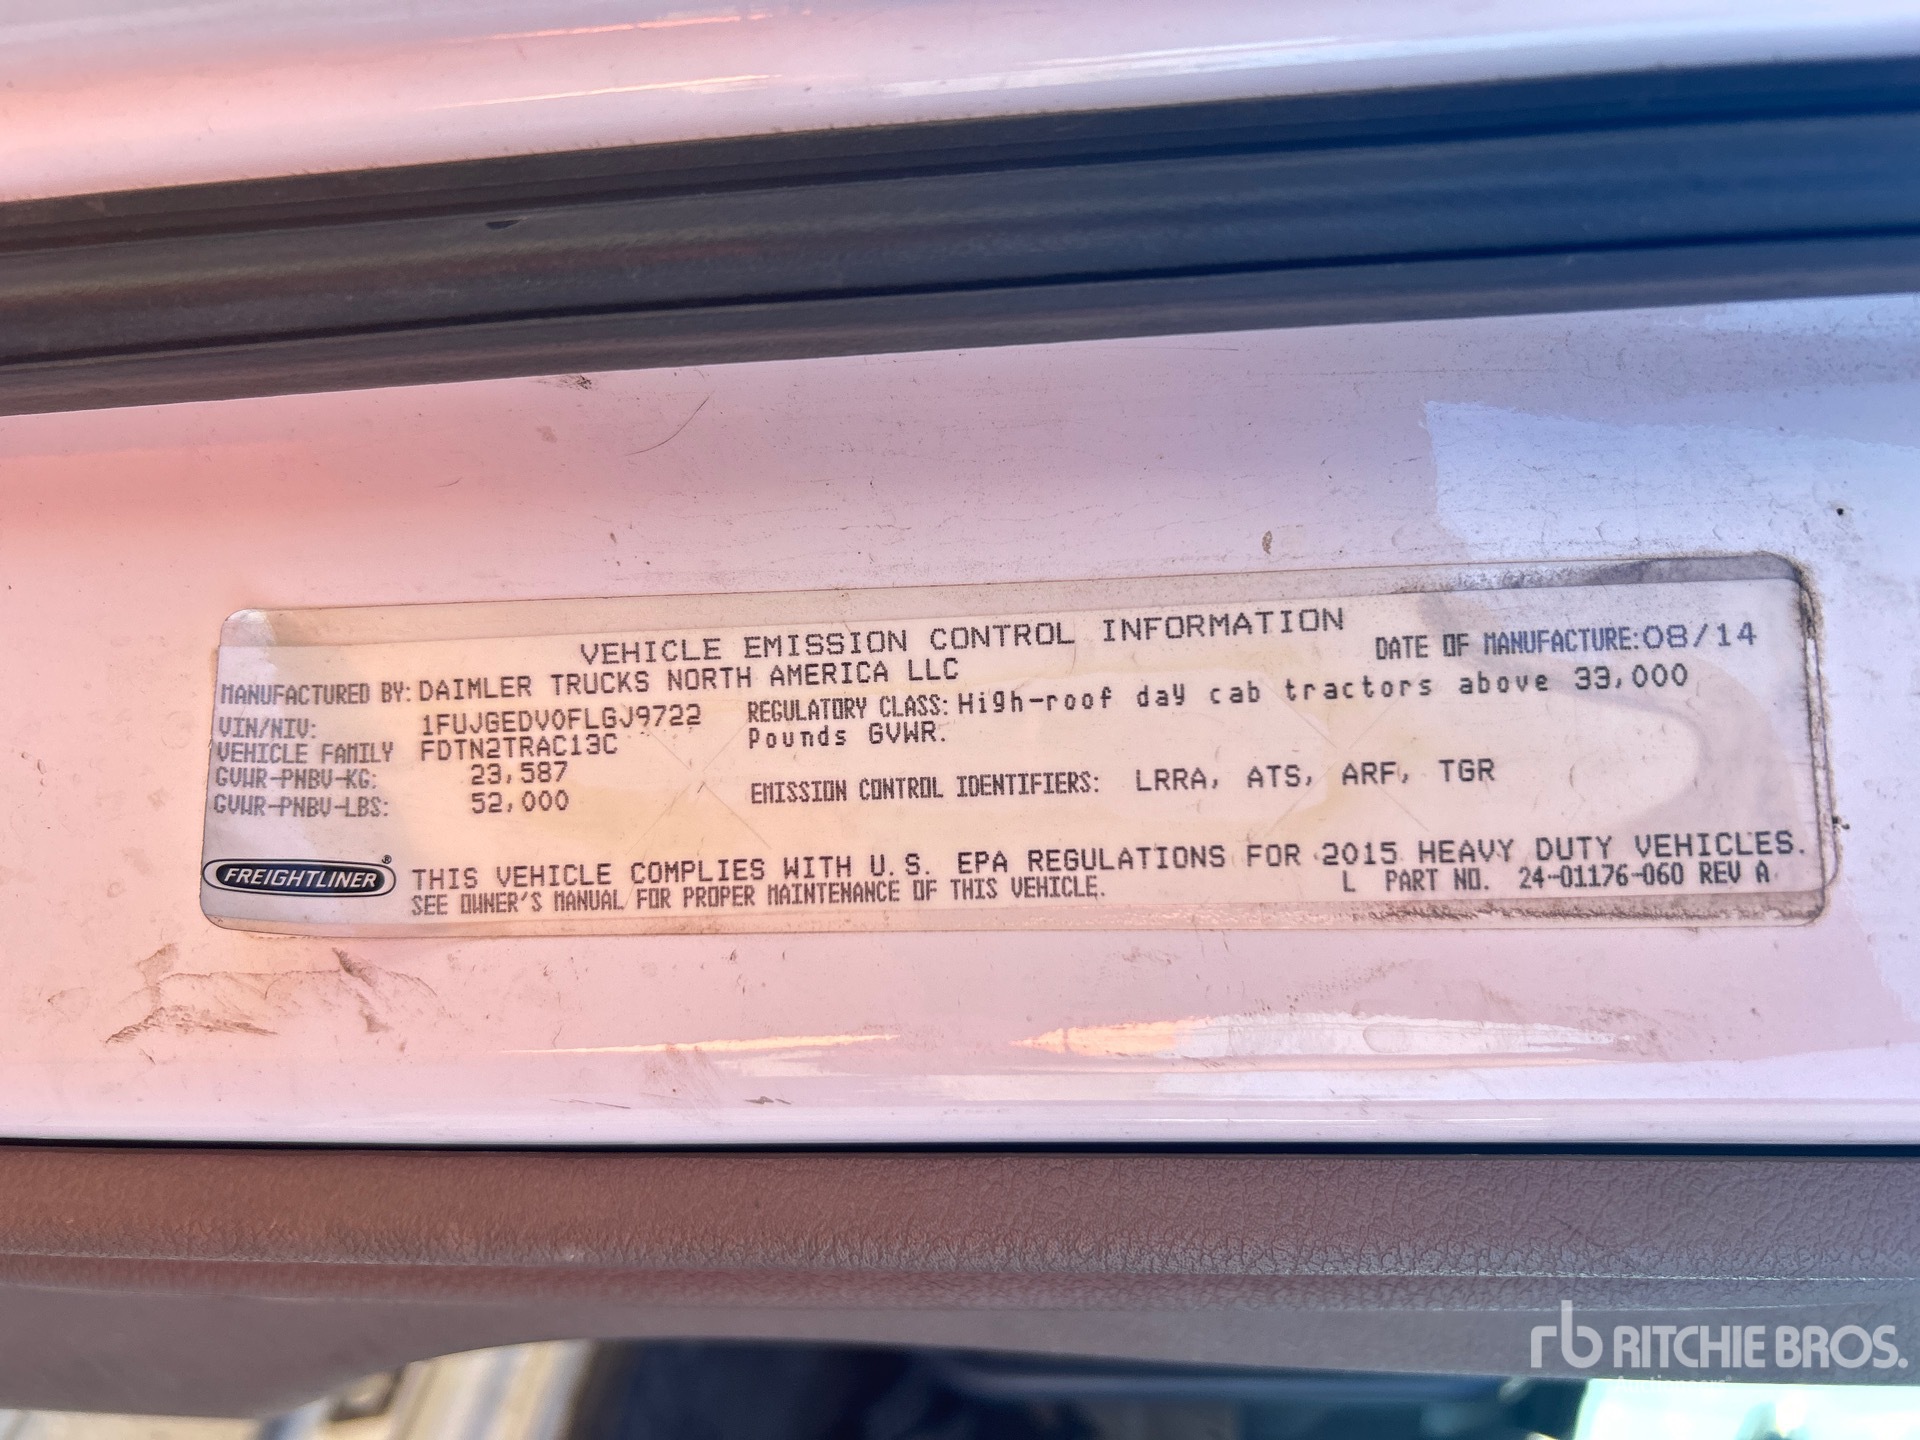 VEHICLE EMISSION CONTROL INFORMATION
DATE OF MANUFACTURE:08/14
MANUFACTURED BY: DAIMLER TRUCKS NORTH AMERICA LLC
VIN/NIV: 1FUJGEDV0FLGJ9722
REGULATORY CLASS: High-roof day cab tractors above 33,000
Pounds GVWR.
VEHICLE FAMILY FDTN2TRAC13C
GVWR-PNBV-KG: 23,587
GVWR-PNBV-LBS: 52,000
EMISSION CONTROL IDENTIFIERS: LRRA, ATS, ARF, TGR
FREIGHTLINER®
THIS VEHICLE COMPLIES WITH U.S. EPA REGULATIONS FOR 2015 HEAVY DUTY VEHICLES.
SEE OWNER'S MANUAL FOR PROPER MAINTENANCE OF THIS VEHICLE.
L PART NO. 24-01176-060 REV A
rb RITCHIE BROS.
Auctioneers